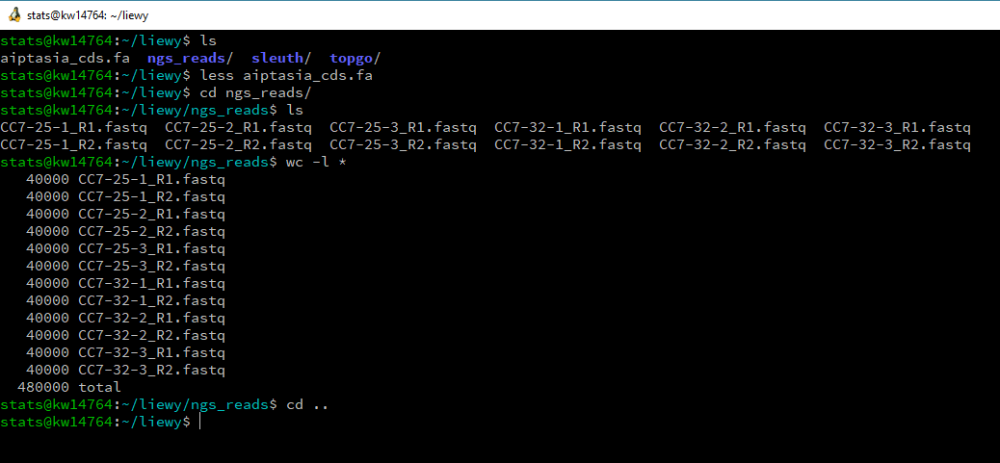 stats@kw14764: ~/liewy
stats@kw14764:~/liewy$ ls
aiptasia_cds.fa  ngs_reads/  sleuth/  topgo/
stats@kw14764:~/liewy$ less aiptasia_cds.fa
stats@kw14764:~/liewy$ cd ngs_reads/
stats@kw14764:~/liewy/ngs_reads$ ls
CC7-25-1_R1.fastq  CC7-25-2_R1.fastq  CC7-25-3_R1.fastq  CC7-32-1_R1.fastq  CC7-32-2_R1.fastq  CC7-32-3_R1.fastq
CC7-25-1_R2.fastq  CC7-25-2_R2.fastq  CC7-25-3_R2.fastq  CC7-32-1_R2.fastq  CC7-32-2_R2.fastq  CC7-32-3_R2.fastq
stats@kw14764:~/liewy/ngs_reads$ wc -l *
   40000 CC7-25-1_R1.fastq
   40000 CC7-25-1_R2.fastq
   40000 CC7-25-2_R1.fastq
   40000 CC7-25-2_R2.fastq
   40000 CC7-25-3_R1.fastq
   40000 CC7-25-3_R2.fastq
   40000 CC7-32-1_R1.fastq
   40000 CC7-32-1_R2.fastq
   40000 CC7-32-2_R1.fastq
   40000 CC7-32-2_R2.fastq
   40000 CC7-32-3_R1.fastq
   40000 CC7-32-3_R2.fastq
  480000 total
stats@kw14764:~/liewy/ngs_reads$ cd ..
stats@kw14764:~/liewy$